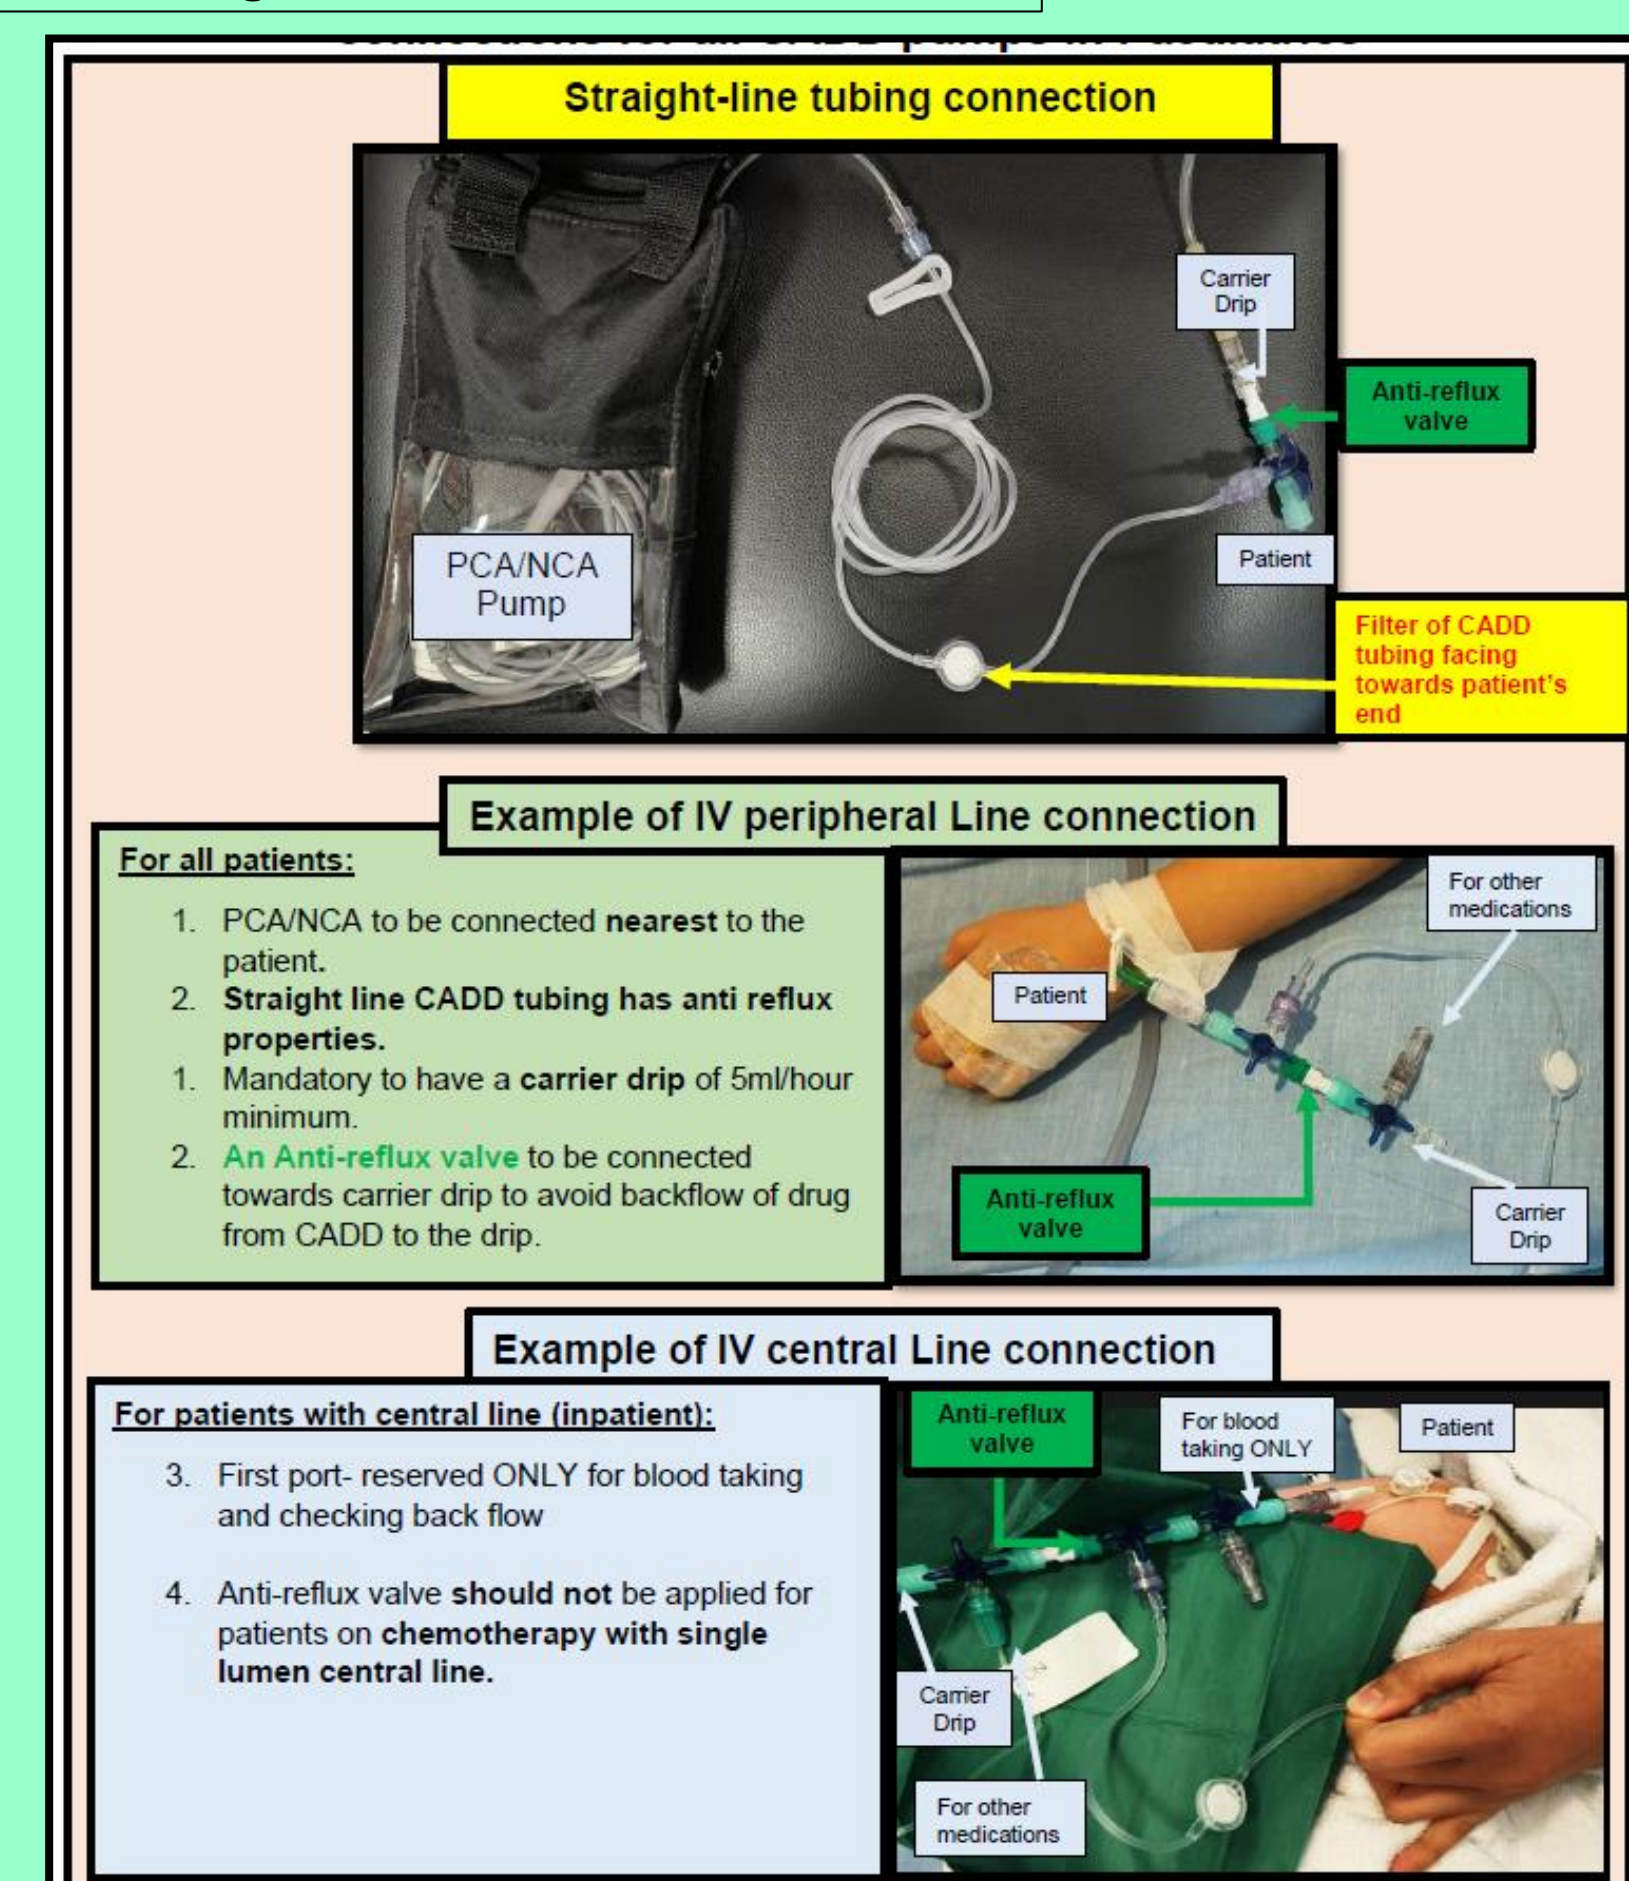 Straight-line tubing connection
Carrier
Drip
Anti-reflux
valve
PCA/NCA
Pump
Patient
Filter of CADD
tubing facing
towards patient's
end
Example of IV peripheral Line connection
For all patients:
1. PCA/NCA to be connected nearest to the
patient.
2. Straight line CADD tubing has anti reflux
properties.
1. Mandatory to have a carrier drip of 5ml/hour
minimum.
2. An Anti-reflux valve to be connected
towards carrier drip to avoid backflow of drug
from CADD to the drip.
For other
medications
Patient
Anti-reflux
valve
Carrier
Drip
Example of IV central Line connection
For patients with central line (inpatient):
3. First port- reserved ONLY for blood taking
and checking back flow
4. Anti-reflux valve should not be applied for
patients on chemotherapy with single
lumen central line.
Anti-reflux
valve
For blood
taking ONLY
Patient
Carrier
Drip
For other
medications